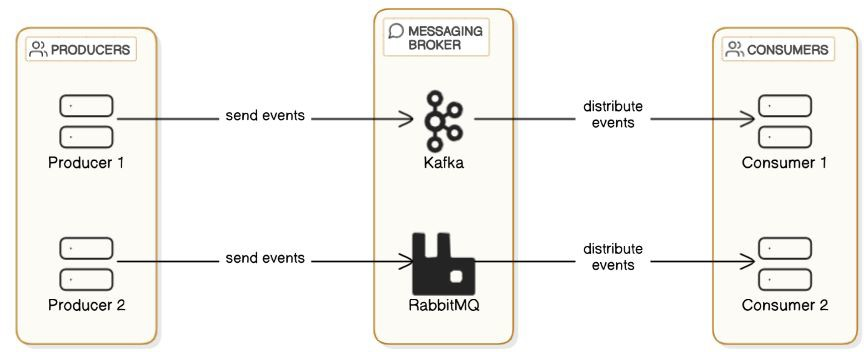 PRODUCERS
MESSAGING
BROKER
CONSUMERS
send events
distribute
events
Producer 1
Kafka
Consumer 1
send events
distribute
events
Producer 2
RabbitMQ
Consumer 2